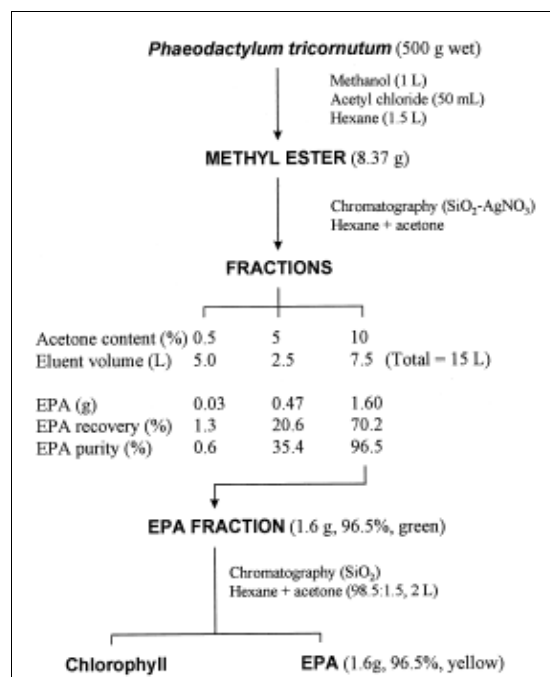 Phaeodactylum tricornutum (500 g wet)
Methanol (1 L)
Acetyl chloride (50 mL)
Hexane (1.5 L)
METHYL ESTER (8.37 g)
Chromatography (SiO₂-AgNO₃)
Hexane + acetone
FRACTIONS
Acetone content (%) 0.5 5 10
Eluent volume (L) 5.0 2.5 7.5 (Total = 15 L)
EPA (g) 0.03 0.47 1.60
EPA recovery (%) 1.3 20.6 70.2
EPA purity (%) 0.6 35.4 96.5
EPA FRACTION (1.6 g, 96.5%, green)
Chromatography (SiO₂)
Hexane + acetone (98.5:1.5, 2 L)
Chlorophyll EPA (1.6g, 96.5%, yellow)